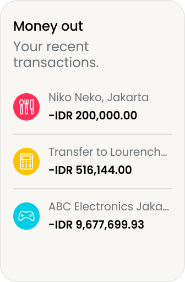 Money out
Your recent
transactions.
Niko Neko, Jakarta
-IDR 200,000.00
Transfer to Lourench...
-IDR 516,144.00
ABC Electronics Jaka...
-IDR 9,677,699.93